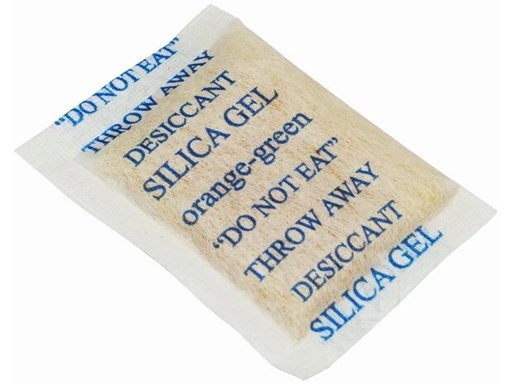 "DO NOT EAT"
THROW AWAY
DESICCANT
SILICA GEL
orange-green
"DO NOT EAT"
THROW AWAY
DESICCANT
SILICA GEL